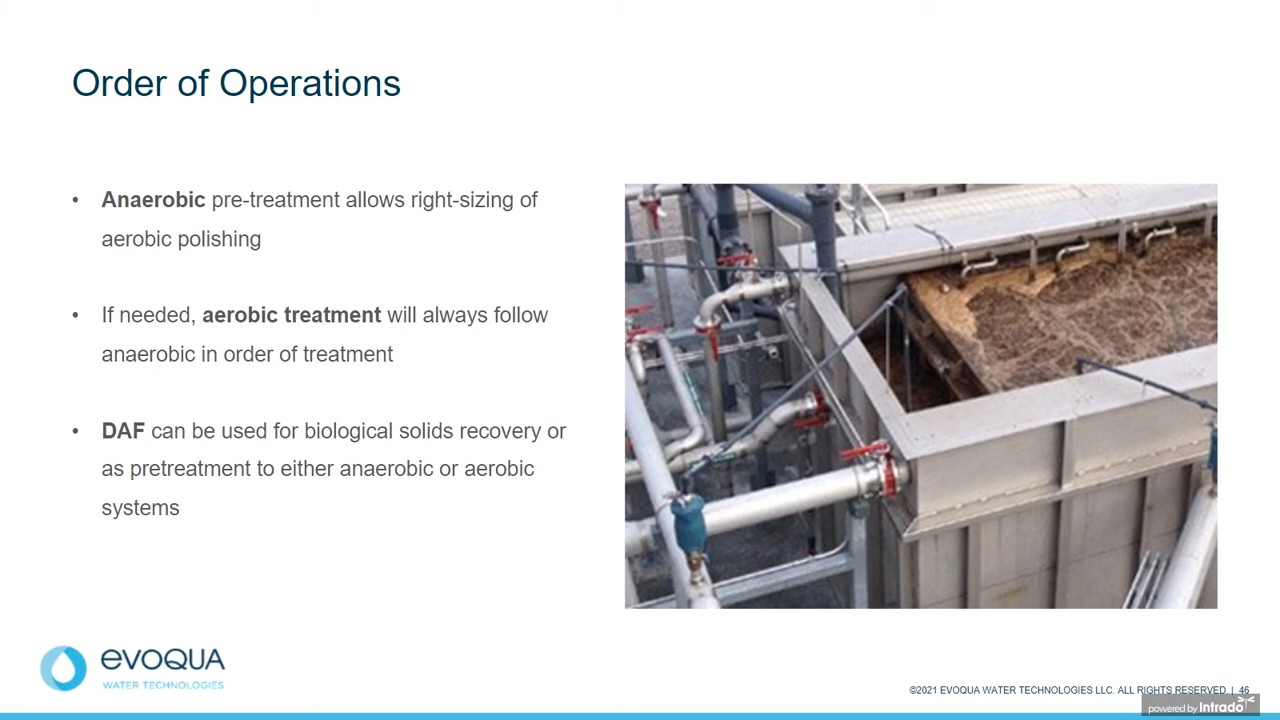 Order of Operations
• Anaerobic pre-treatment allows right-sizing of
aerobic polishing
• If needed, aerobic treatment will always follow
anaerobic in order of treatment
• DAF can be used for biological solids recovery or
as pretreatment to either anaerobic or aerobic
systems
evoqua
WATER TECHNOLOGIES
©2021 EVOQUA WATER TECHNOLOGIES LLC. ALL RIGHTS RESERVED. | 46
powered by Intrado